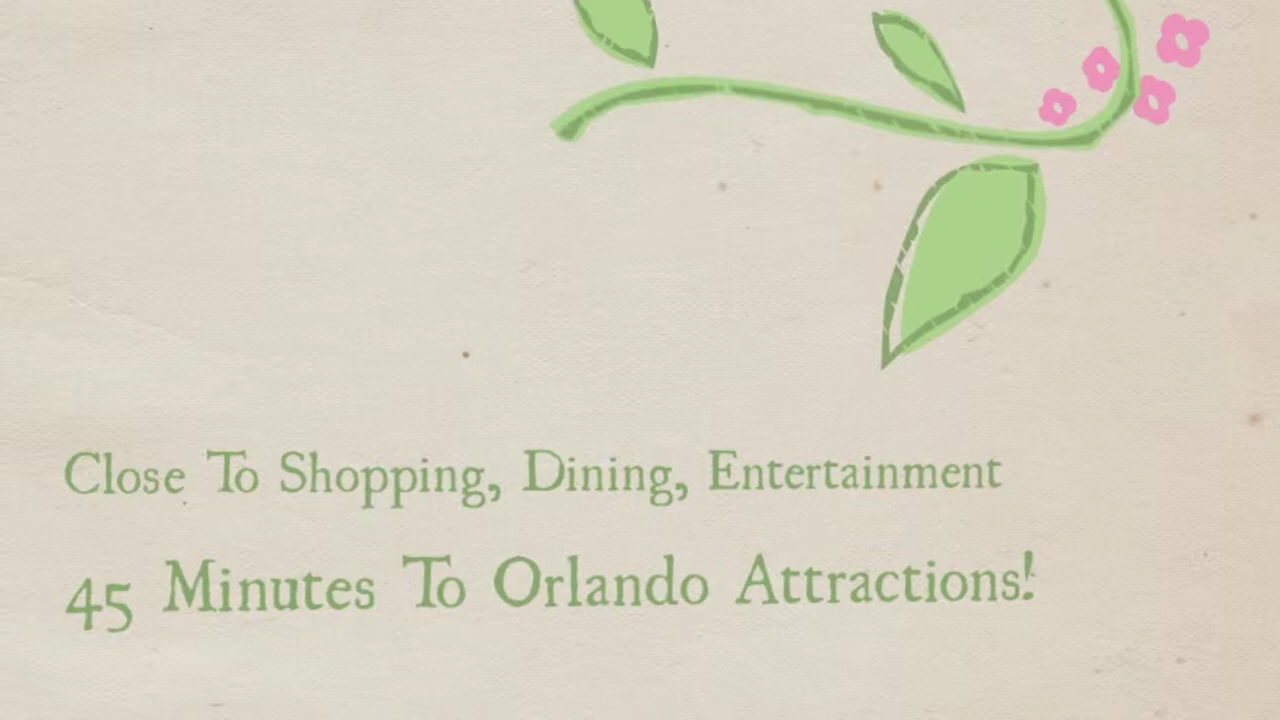 Close To Shopping, Dining, Entertainment
45 Minutes To Orlando Attractions!